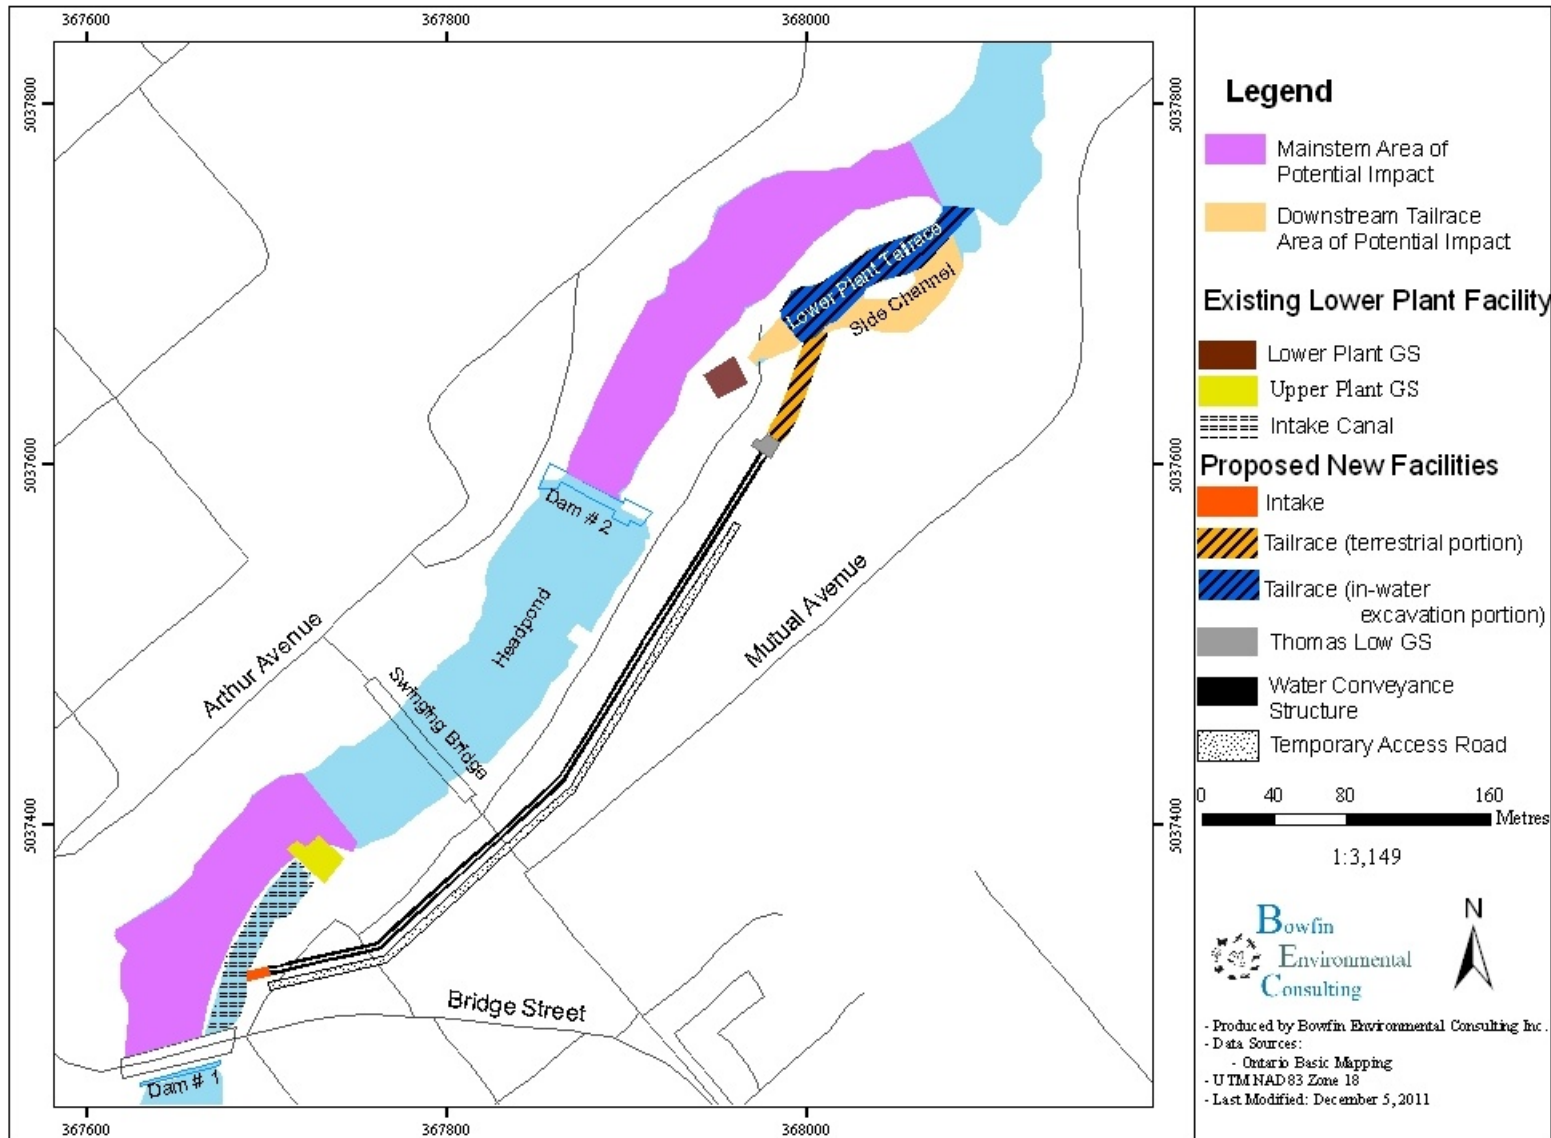 367600
367800
368000
5037800
5037800
5037600
5037600
5037400
5037400
367600
367800
368000
Lower Plant Tailrace
Side Channel
Dam # 2
Headpond
Mutual Avenue
Arthur Avenue
Swinging Bridge
Bridge Street
Dam # 1
Legend
Mainstem Area of
Potential Impact
Downstream Tailrace
Area of Potential Impact
Existing Lower Plant Facility
Lower Plant GS
Upper Plant GS
Intake Canal
Proposed New Facilities
Intake
Tailrace (terrestrial portion)
Tailrace (in-water
excavation portion)
Thomas Low GS
Water Conveyance
Structure
Temporary Access Road
0 40 80 160
Metres
1:3,149
N
Bowfin
Environmental
Consulting
- Produced by Bowfin Environmental Consulting Inc.
- Data Sources:
- Ontario Basic Mapping
- UTM NAD83 Zone 18
- Last Modified: December 5, 2011